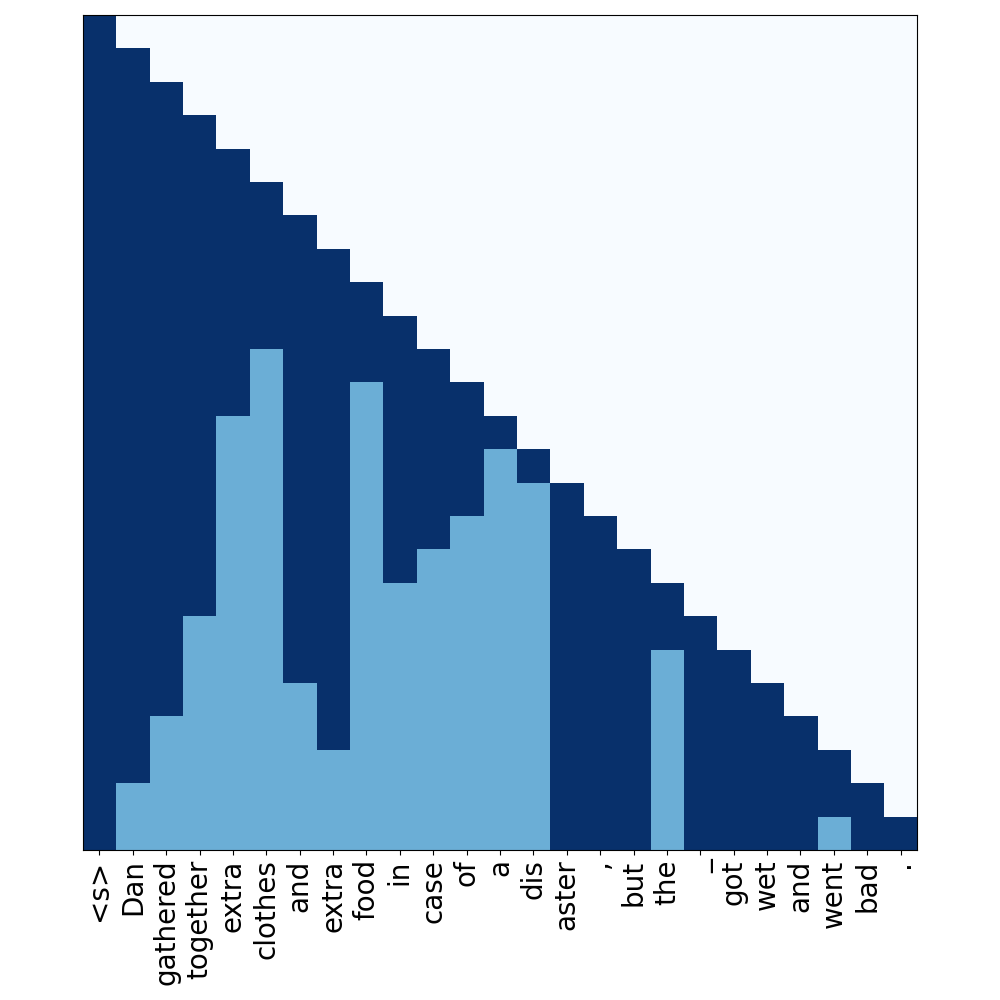 <s> Dan gathered together extra clothes and extra food in case of a dis aster , but the _ got wet and went bad .